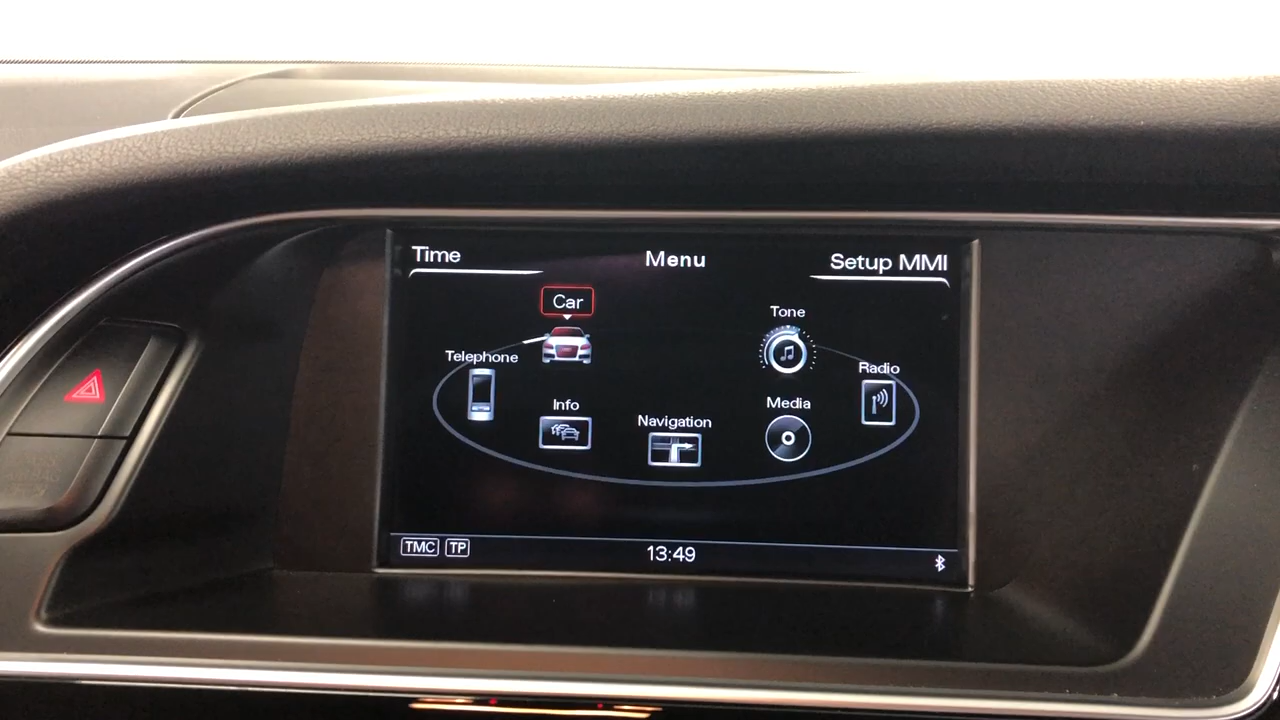 Time
Menu
Setup MMI
Car
Tone
Telephone
Radio
Info
Media
Navigation
TMC
TP
13:49